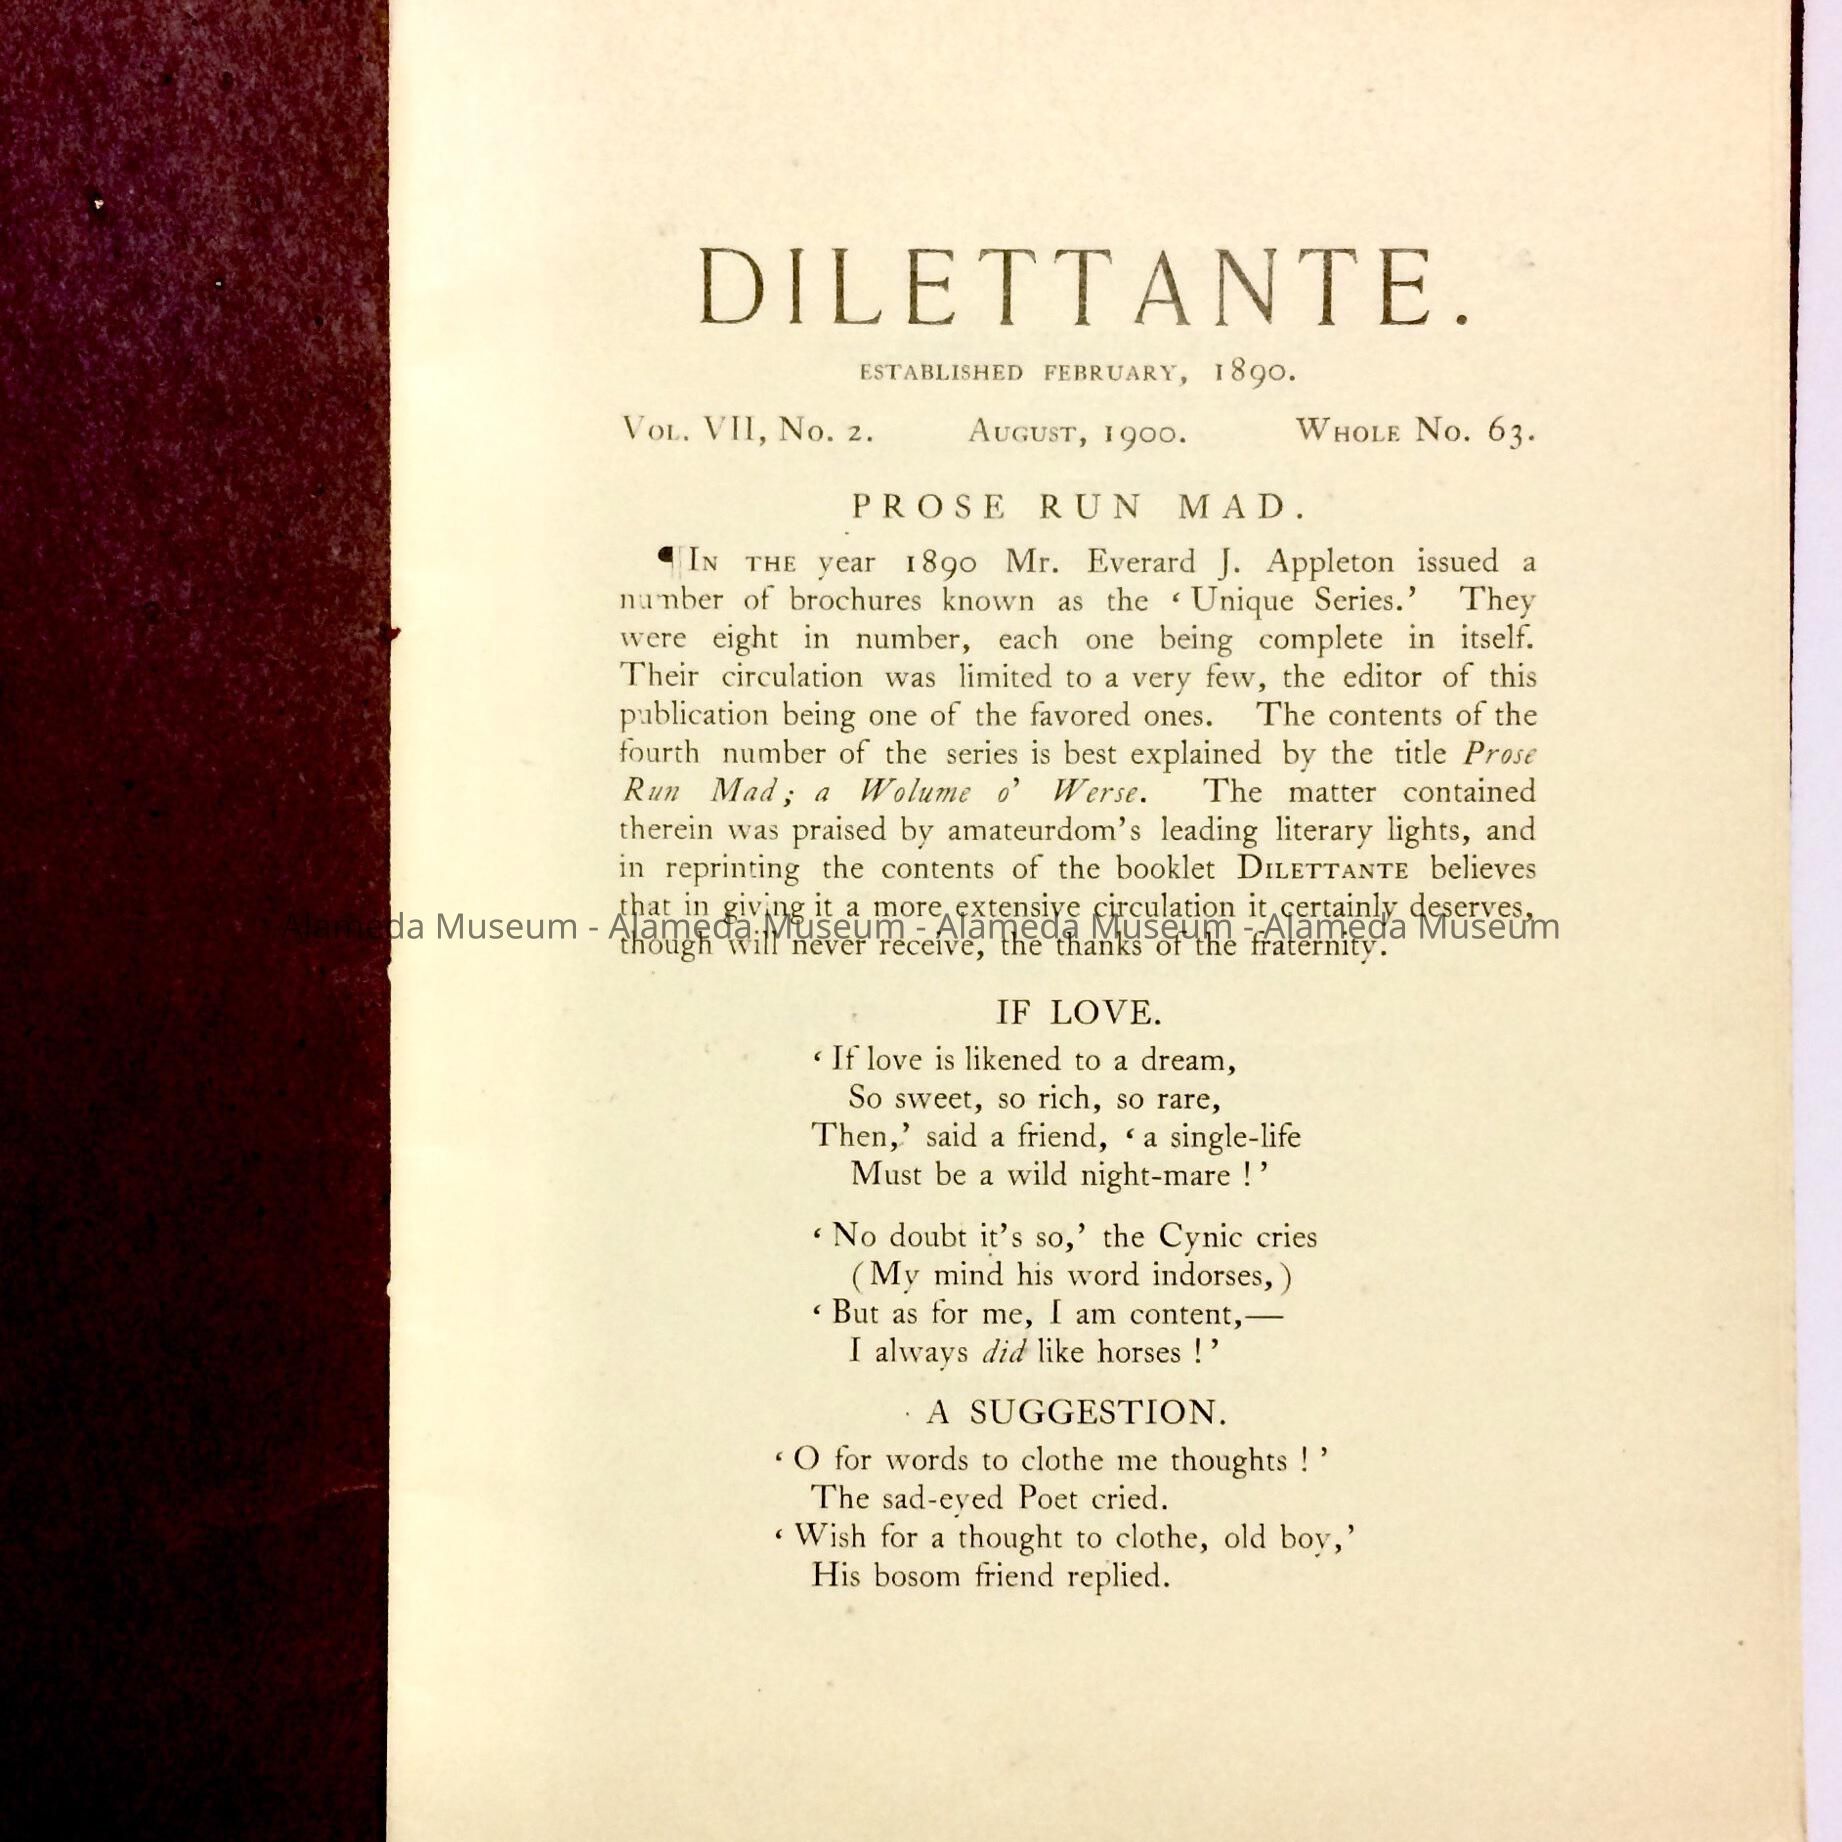 DILETTANTE.
ESTABLISHED FEBRUARY, 1890.
VOL. VII, NO. 2. AUGUST, 1900. WHOLE NO. 63.
PROSE RUN MAD.
¶IN THE year 1890 Mr. Everard J. Appleton issued a
number of brochures known as the ‘Unique Series.’ They
were eight in number, each one being complete in itself.
Their circulation was limited to a very few, the editor of this
publication being one of the favored ones. The contents of the
fourth number of the series is best explained by the title Prose
Run Mad; a Wolume o’ Werse. The matter contained
therein was praised by amateurdom’s leading literary lights, and
in reprinting the contents of the booklet DILETTANTE believes
that in giving it a more extensive circulation it certainly deserves,
Alameda Museum - Alameda Museum - Alameda Museum - Alameda Museum
though will never receive, the thanks of the fraternity.
IF LOVE.
‘If love is likened to a dream,
So sweet, so rich, so rare,
Then,’ said a friend, ‘a single-life
Must be a wild night-mare !’
‘No doubt it’s so,’ the Cynic cries
(My mind his word indorses,)
‘But as for me, I am content,—
I always did like horses !’
A SUGGESTION.
‘O for words to clothe me thoughts !’
The sad-eyed Poet cried.
‘Wish for a thought to clothe, old boy,’
His bosom friend replied.